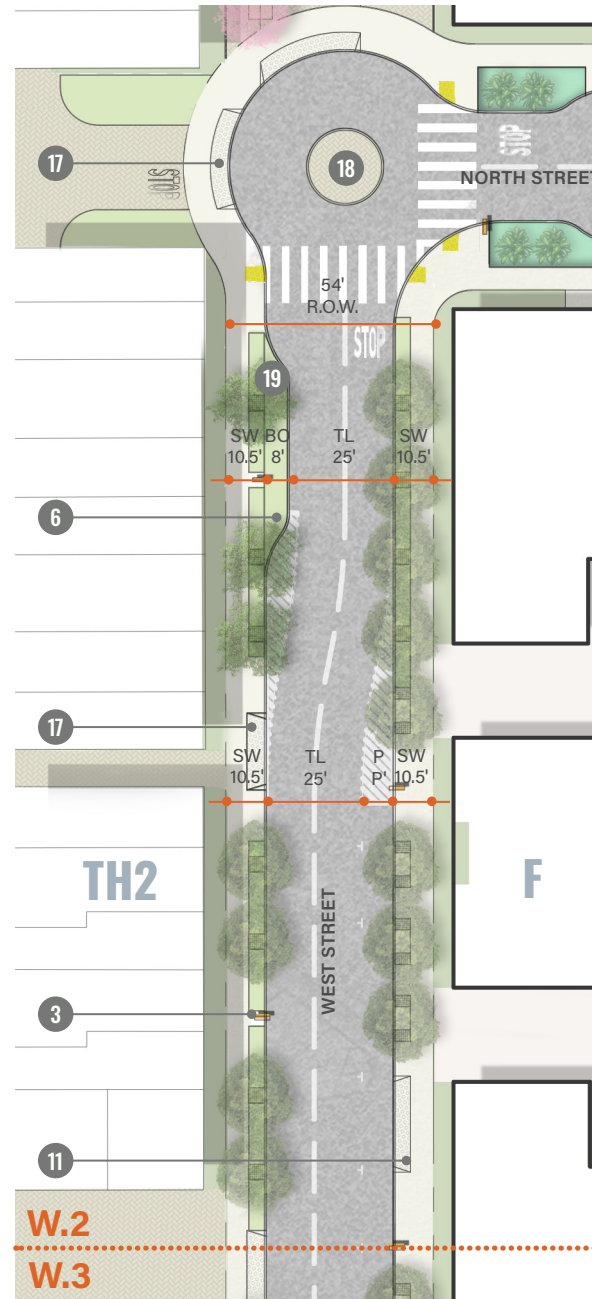 17
18
STOP
STOP
NORTH STREET
54'
R.O.W.
STOP
19
SW BO TL SW
10.5' 8' 25' 10.5'
6
17
SW TL P SW
10.5' 25' P' 10.5'
TH2
F
WEST STREET
3
11
W.2
W.3